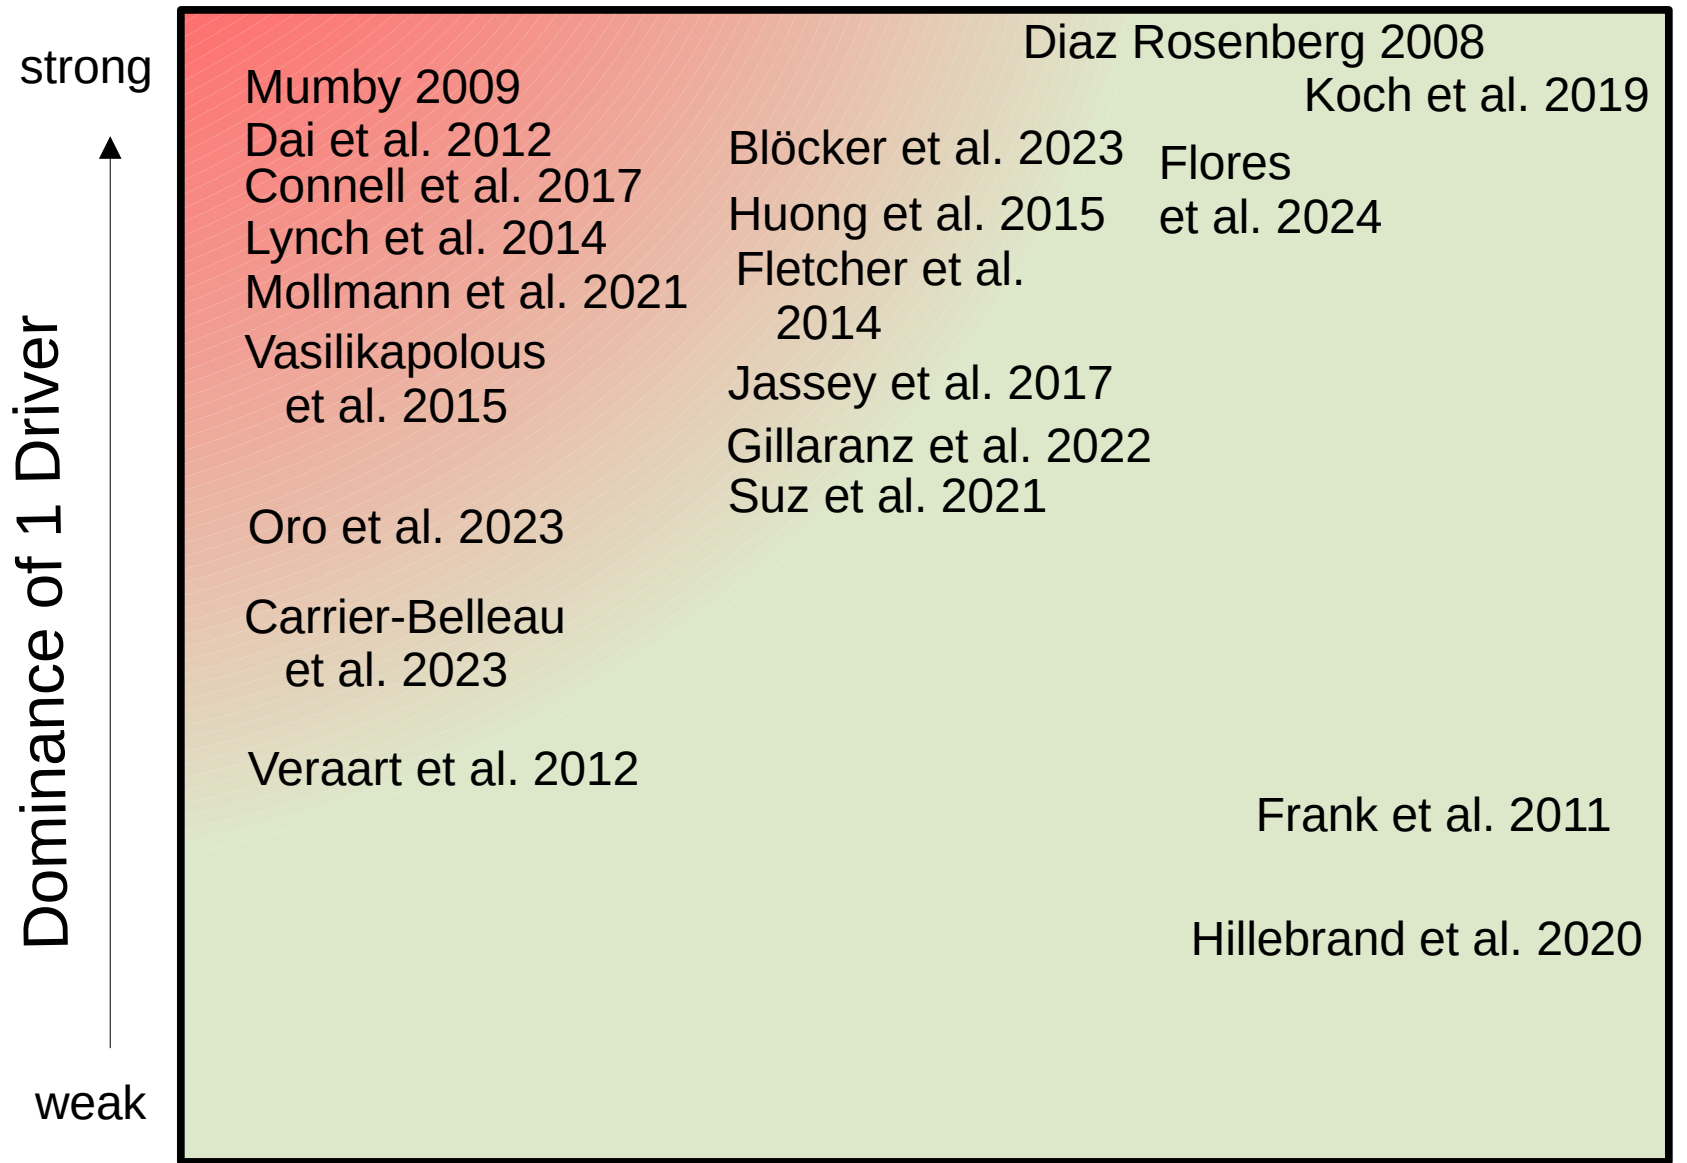 strong
Dominance of 1 Driver
weak
Diaz Rosenberg 2008
Koch et al. 2019
Mumby 2009
Dai et al. 2012
Connell et al. 2017
Lynch et al. 2014
Mollmann et al. 2021
Vasilikapolous
et al. 2015
Oro et al. 2023
Carrier-Belleau
et al. 2023
Veraart et al. 2012
Blöcker et al. 2023
Huong et al. 2015
Fletcher et al.
2014
Jassey et al. 2017
Gillaranz et al. 2022
Suz et al. 2021
Flores
et al. 2024
Frank et al. 2011
Hillebrand et al. 2020